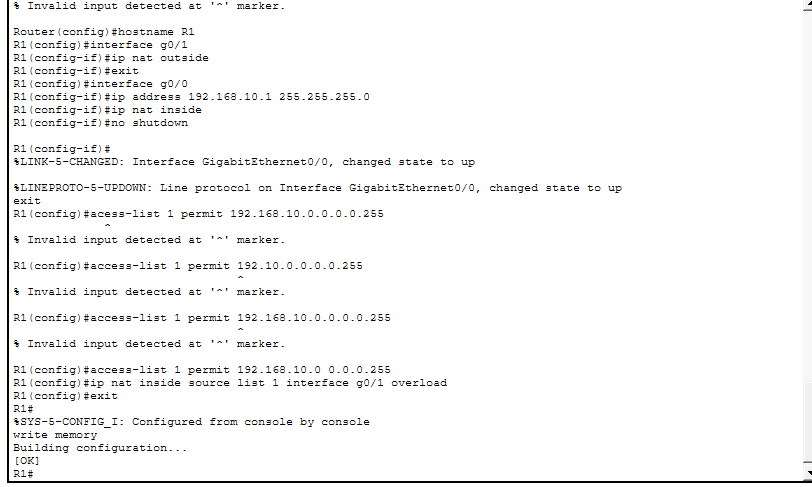 % Invalid input detected at '^' marker.
Router(config)#hostname R1
R1(config)#interface g0/1
R1(config-if)#ip nat outside
R1(config-if)#exit
R1(config)#interface g0/0
R1(config-if)#ip address 192.168.10.1 255.255.255.0
R1(config-if)#ip nat inside
R1(config-if)#no shutdown
R1(config-if)#
%LINK-5-CHANGED: Interface GigabitEthernet0/0, changed state to up
%LINEPROTO-5-UPDOWN: Line protocol on Interface GigabitEthernet0/0, changed state to up
exit
R1(config)#acess-list 1 permit 192.168.10.0.0.0.0.255
^
% Invalid input detected at '^' marker.
R1(config)#access-list 1 permit 192.10.0.0.0.0.255
^
% Invalid input detected at '^' marker.
R1(config)#access-list 1 permit 192.168.10.0.0.0.0.255
^
% Invalid input detected at '^' marker.
R1(config)#access-list 1 permit 192.168.10.0 0.0.0.255
R1(config)#ip nat inside source list 1 interface g0/1 overload
R1(config)#exit
R1#
%SYS-5-CONFIG_I: Configured from console by console
write memory
Building configuration...
[OK]
R1#